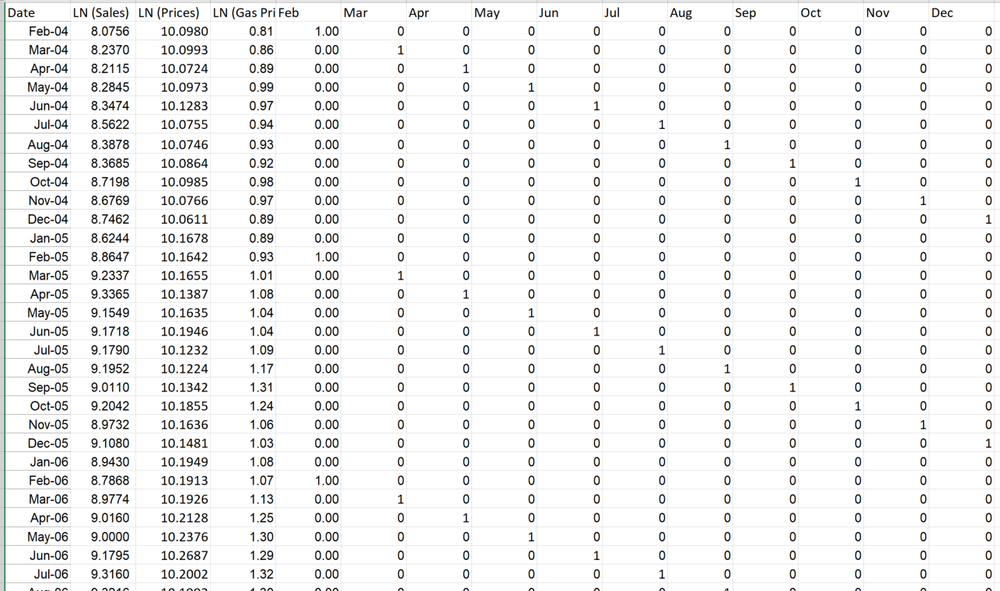 Date LN (Sales) LN (Prices) LN (Gas Pri Feb Mar Apr May Jun Jul Aug Sep Oct Nov Dec
Feb-04 8.0756 10.0980 0.81 1.00 0 0 0 0 0 0 0 0 0 0
Mar-04 8.2370 10.0993 0.86 0.00 1 0 0 0 0 0 0 0 0 0
Apr-04 8.2115 10.0724 0.89 0.00 0 1 0 0 0 0 0 0 0 0
May-04 8.2845 10.0973 0.99 0.00 0 0 1 0 0 0 0 0 0 0
Jun-04 8.3474 10.1283 0.97 0.00 0 0 0 1 0 0 0 0 0 0
Jul-04 8.5622 10.0755 0.94 0.00 0 0 0 0 1 0 0 0 0 0
Aug-04 8.3878 10.0746 0.93 0.00 0 0 0 0 0 1 0 0 0 0
Sep-04 8.3685 10.0864 0.92 0.00 0 0 0 0 0 0 1 0 0 0
Oct-04 8.7198 10.0985 0.98 0.00 0 0 0 0 0 0 0 1 0 0
Nov-04 8.6769 10.0766 0.97 0.00 0 0 0 0 0 0 0 0 1 0
Dec-04 8.7462 10.0611 0.89 0.00 0 0 0 0 0 0 0 0 0 1
Jan-05 8.6244 10.1678 0.89 0.00 0 0 0 0 0 0 0 0 0 0
Feb-05 8.8647 10.1642 0.93 1.00 0 0 0 0 0 0 0 0 0 0
Mar-05 9.2337 10.1655 1.01 0.00 1 0 0 0 0 0 0 0 0 0
Apr-05 9.3365 10.1387 1.08 0.00 0 1 0 0 0 0 0 0 0 0
May-05 9.1549 10.1635 1.04 0.00 0 0 1 0 0 0 0 0 0 0
Jun-05 9.1718 10.1946 1.04 0.00 0 0 0 1 0 0 0 0 0 0
Jul-05 9.1790 10.1232 1.09 0.00 0 0 0 0 1 0 0 0 0 0
Aug-05 9.1952 10.1224 1.17 0.00 0 0 0 0 0 1 0 0 0 0
Sep-05 9.0110 10.1342 1.31 0.00 0 0 0 0 0 0 1 0 0 0
Oct-05 9.2042 10.1855 1.24 0.00 0 0 0 0 0 0 0 1 0 0
Nov-05 8.9732 10.1636 1.06 0.00 0 0 0 0 0 0 0 0 1 0
Dec-05 9.1080 10.1481 1.03 0.00 0 0 0 0 0 0 0 0 0 1
Jan-06 8.9430 10.1949 1.08 0.00 0 0 0 0 0 0 0 0 0 0
Feb-06 8.7868 10.1913 1.07 1.00 0 0 0 0 0 0 0 0 0 0
Mar-06 8.9774 10.1926 1.13 0.00 1 0 0 0 0 0 0 0 0 0
Apr-06 9.0160 10.2128 1.25 0.00 0 1 0 0 0 0 0 0 0 0
May-06 9.0000 10.2376 1.30 0.00 0 0 1 0 0 0 0 0 0 0
Jun-06 9.1795 10.2687 1.29 0.00 0 0 0 1 0 0 0 0 0 0
Jul-06 9.3160 10.2002 1.32 0.00 0 0 0 0 1 0 0 0 0 0